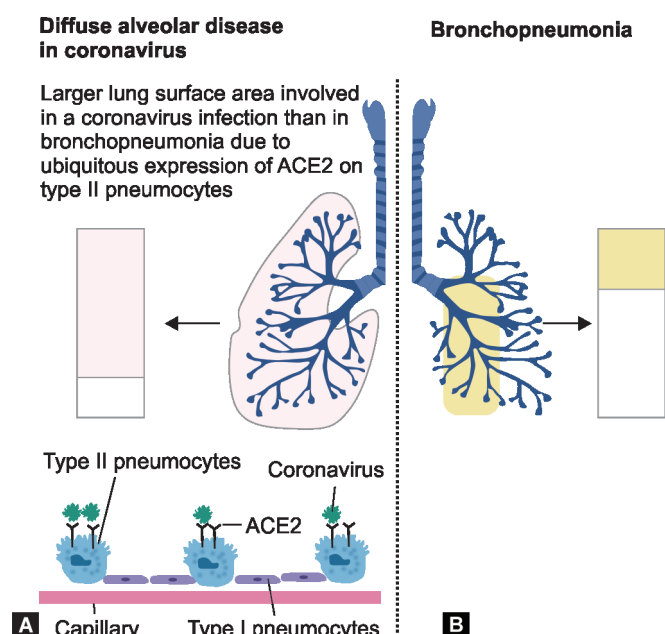 Diffuse alveolar disease
in coronavirus
Bronchopneumonia
Larger lung surface area involved
in a coronavirus infection than in
bronchopneumonia due to
ubiquitous expression of ACE2 on
type II pneumocytes
Type II pneumocytes
Coronavirus
ACE2
A
Capillary
Type I pneumocytes
B